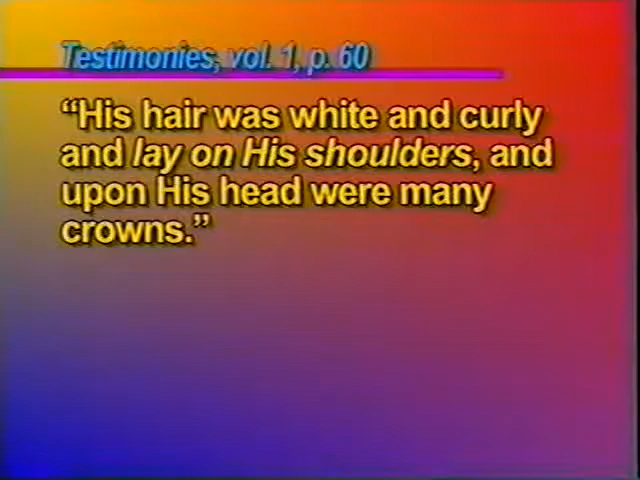 Testimonies, vol. 1, p. 60
“His hair was white and curly
and lay on His shoulders, and
upon His head were many
crowns.”